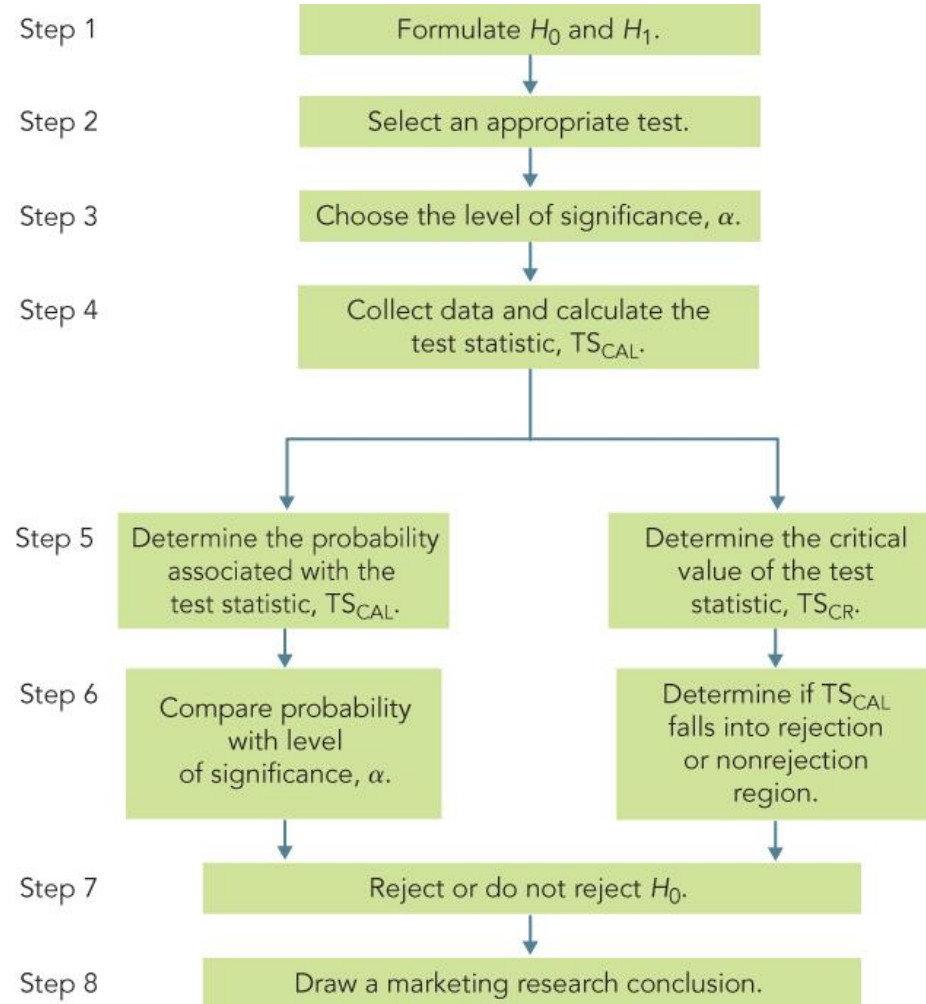 Step 1
Formulate H₀ and H₁.
Step 2
Select an appropriate test.
Step 3
Choose the level of significance, α.
Step 4
Collect data and calculate the
test statistic, TS_CAL.
Step 5
Determine the probability
associated with the
test statistic, TS_CAL.
Determine the critical
value of the test
statistic, TS_CR.
Step 6
Compare probability
with level
of significance, α.
Determine if TS_CAL
falls into rejection
or nonrejection
region.
Step 7
Reject or do not reject H₀.
Step 8
Draw a marketing research conclusion.